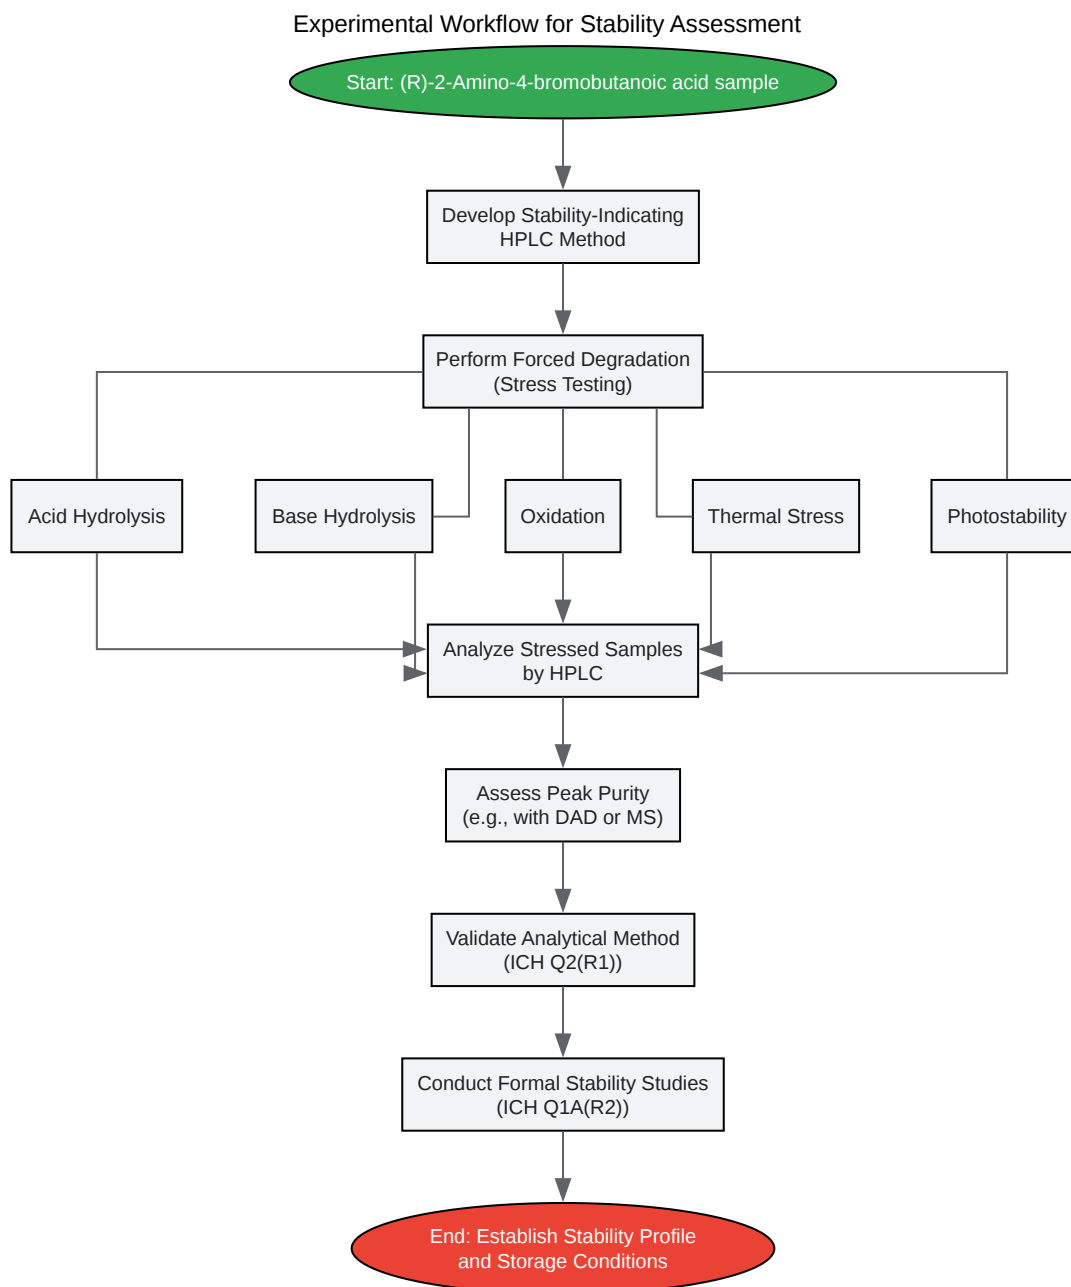 Experimental Workflow for Stability Assessment
Start: (R)-2-Amino-4-bromobutanoic acid sample
Develop Stability-Indicating
HPLC Method
Perform Forced Degradation
(Stress Testing)
Acid Hydrolysis
Base Hydrolysis
Oxidation
Thermal Stress
Photostability
Analyze Stressed Samples
by HPLC
Assess Peak Purity
(e.g., with DAD or MS)
Validate Analytical Method
(ICH Q2(R1))
Conduct Formal Stability Studies
(ICH Q1A(R2))
End: Establish Stability Profile
and Storage Conditions